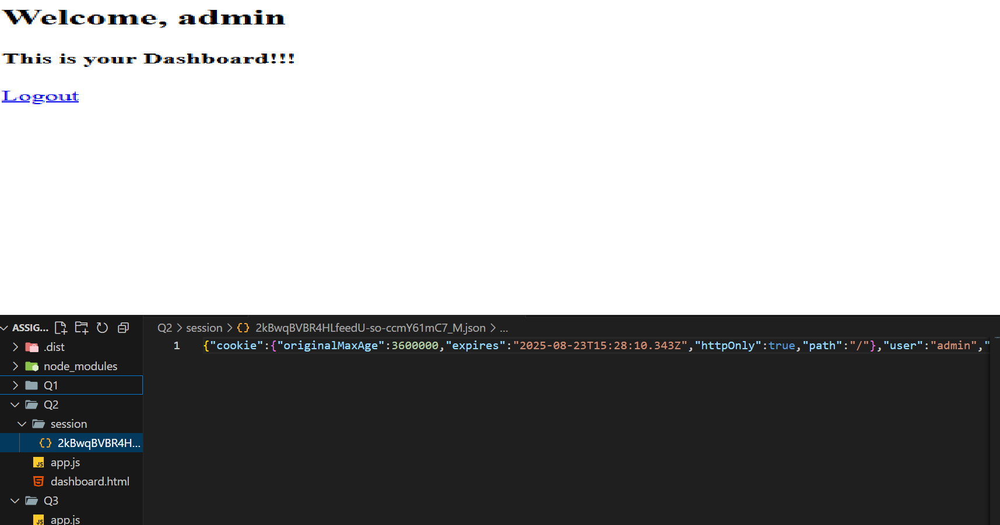 Welcome, admin
This is your Dashboard!!!
Logout
ASSIG...
.dist
node_modules
Q1
Q2
session
2kBwqBVBR4H...
app.js
dashboard.html
Q3
app.js
Q2 > session > {} 2kBwqBVBR4HLfeedU-so-ccmY61mC7_M.json > ...
1 {"cookie":{"originalMaxAge":3600000,"expires":"2025-08-23T15:28:10.343Z","httpOnly":true,"path":"/"},"user":"admin","